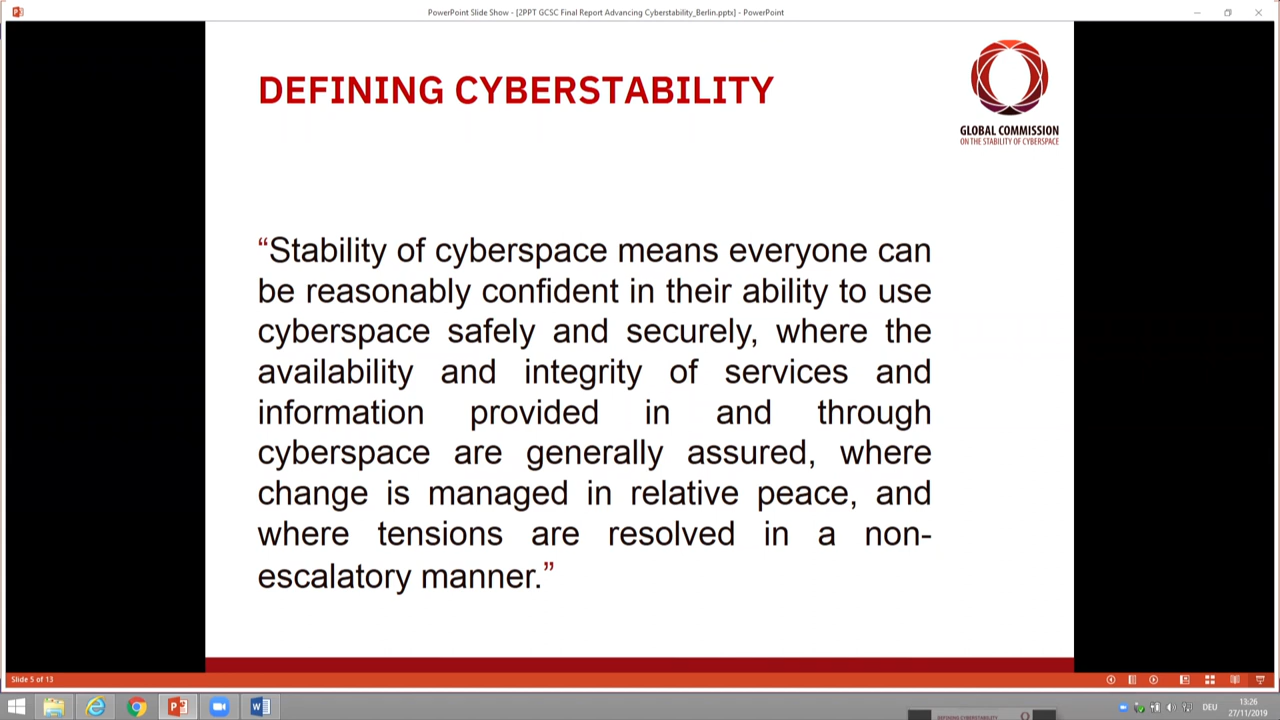 PowerPoint Slide Show - [2PPT GCSC Final Report Advancing Cyberstability_Berlin.pptx] - PowerPoint
DEFINING CYBERSTABILITY
GLOBAL COMMISSION
ON THE STABILITY OF CYBERSPACE
“Stability of cyberspace means everyone can
be reasonably confident in their ability to use
cyberspace safely and securely, where the
availability and integrity of services and
information provided in and through
cyberspace are generally assured, where
change is managed in relative peace, and
where tensions are resolved in a non-
escalatory manner.”
Slide 5 of 13
DEU
13:26
27/11/2019
DEFINING CYBERSTABILITY